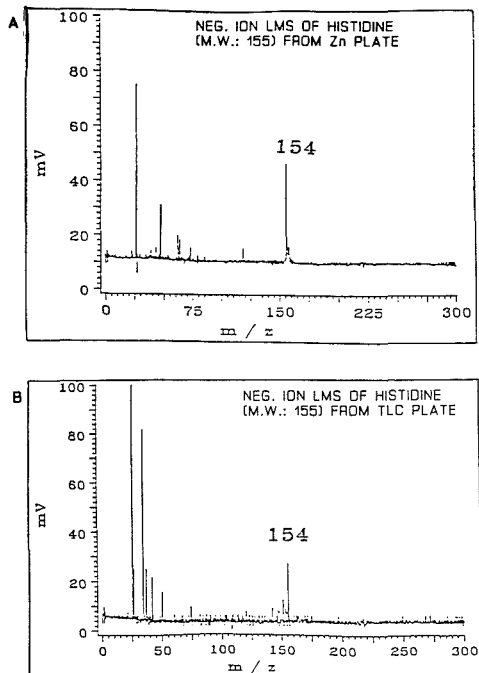 A
NEG. ION LMS OF HISTIDINE
(M.W.: 155) FROM Zn PLATE
100
80
60
40
20
0
mV
154
0
75
150
225
300
m / z
B
NEG. ION LMS OF HISTIDINE
(M.W.: 155) FROM TLC PLATE
100
80
60
40
20
0
mV
154
0
50
100
150
200
250
300
m / z